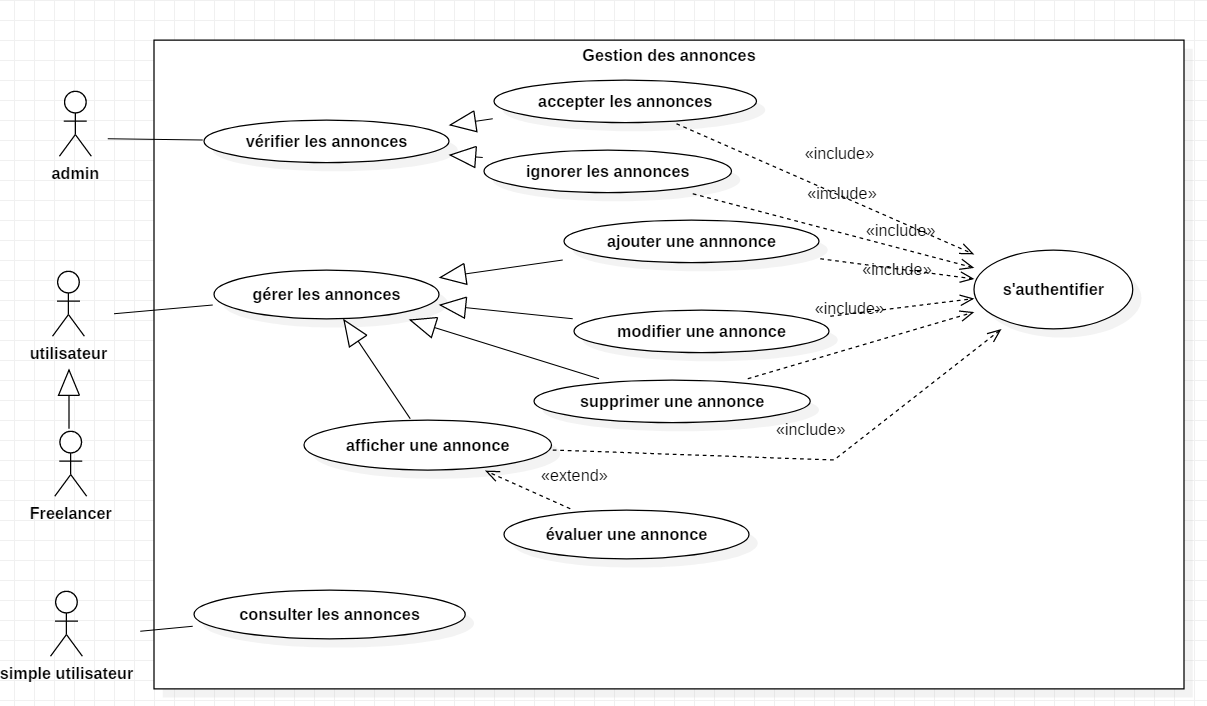 Gestion des annonces
accepter les annonces
vérifier les annonces
«include»
admin
ignorer les annonces
«include»
«include»
ajouter une annnonce
«include»
s'authentifier
gérer les annonces
«include»
modifier une annonce
utilisateur
supprimer une annonce
«include»
afficher une annonce
«extend»
Freelancer
évaluer une annonce
consulter les annonces
simple utilisateur